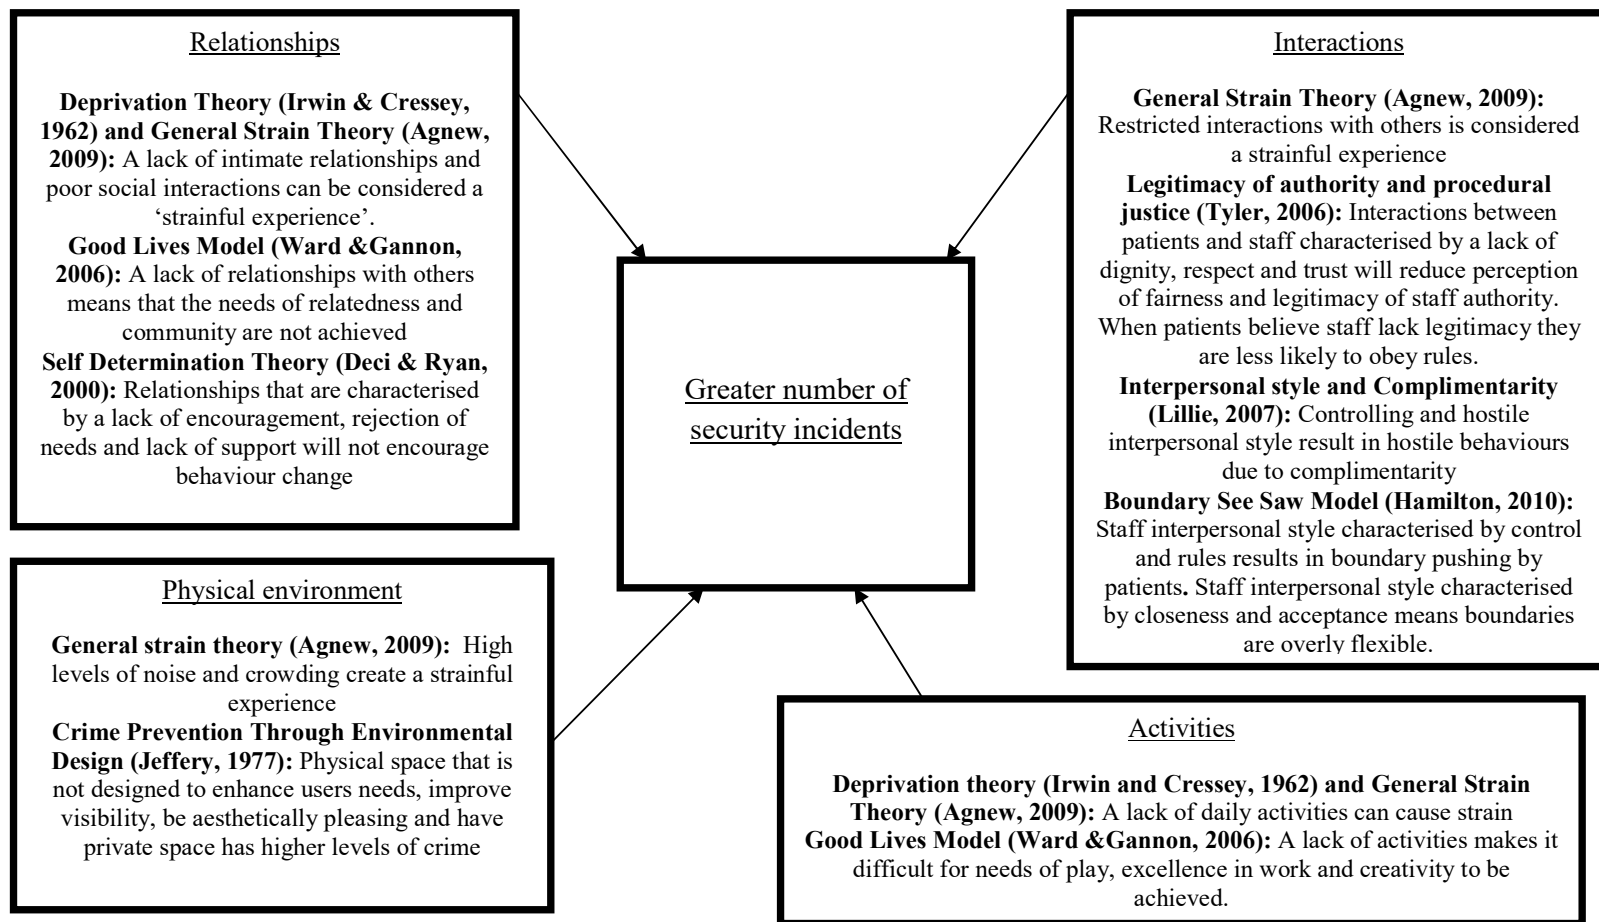 Relationships
Deprivation Theory (Irwin & Cressey,
1962) and General Strain Theory (Agnew,
2009): A lack of intimate relationships and
poor social interactions can be considered a
‘strainful experience’.
Good Lives Model (Ward &Gannon,
2006): A lack of relationships with others
means that the needs of relatedness and
community are not achieved
Self Determination Theory (Deci & Ryan,
2000): Relationships that are characterised
by a lack of encouragement, rejection of
needs and lack of support will not encourage
behaviour change
Interactions
General Strain Theory (Agnew, 2009):
Restricted interactions with others is considered
a strainful experience
Legitimacy of authority and procedural
justice (Tyler, 2006): Interactions between
patients and staff characterised by a lack of
dignity, respect and trust will reduce perception
of fairness and legitimacy of staff authority.
When patients believe staff lack legitimacy they
are less likely to obey rules.
Interpersonal style and Complimentarity
(Lillie, 2007): Controlling and hostile
interpersonal style result in hostile behaviours
due to complimentarity
Boundary See Saw Model (Hamilton, 2010):
Staff interpersonal style characterised by control
and rules results in boundary pushing by
patients. Staff interpersonal style characterised
by closeness and acceptance means boundaries
are overly flexible.
Greater number of
security incidents
Physical environment
General strain theory (Agnew, 2009): High
levels of noise and crowding create a strainful
experience
Crime Prevention Through Environmental
Design (Jeffery, 1977): Physical space that is
not designed to enhance users needs, improve
visibility, be aesthetically pleasing and have
private space has higher levels of crime
Activities
Deprivation theory (Irwin and Cressey, 1962) and General Strain
Theory (Agnew, 2009): A lack of daily activities can cause strain
Good Lives Model (Ward &Gannon, 2006): A lack of activities makes it
difficult for needs of play, excellence in work and creativity to be
achieved.